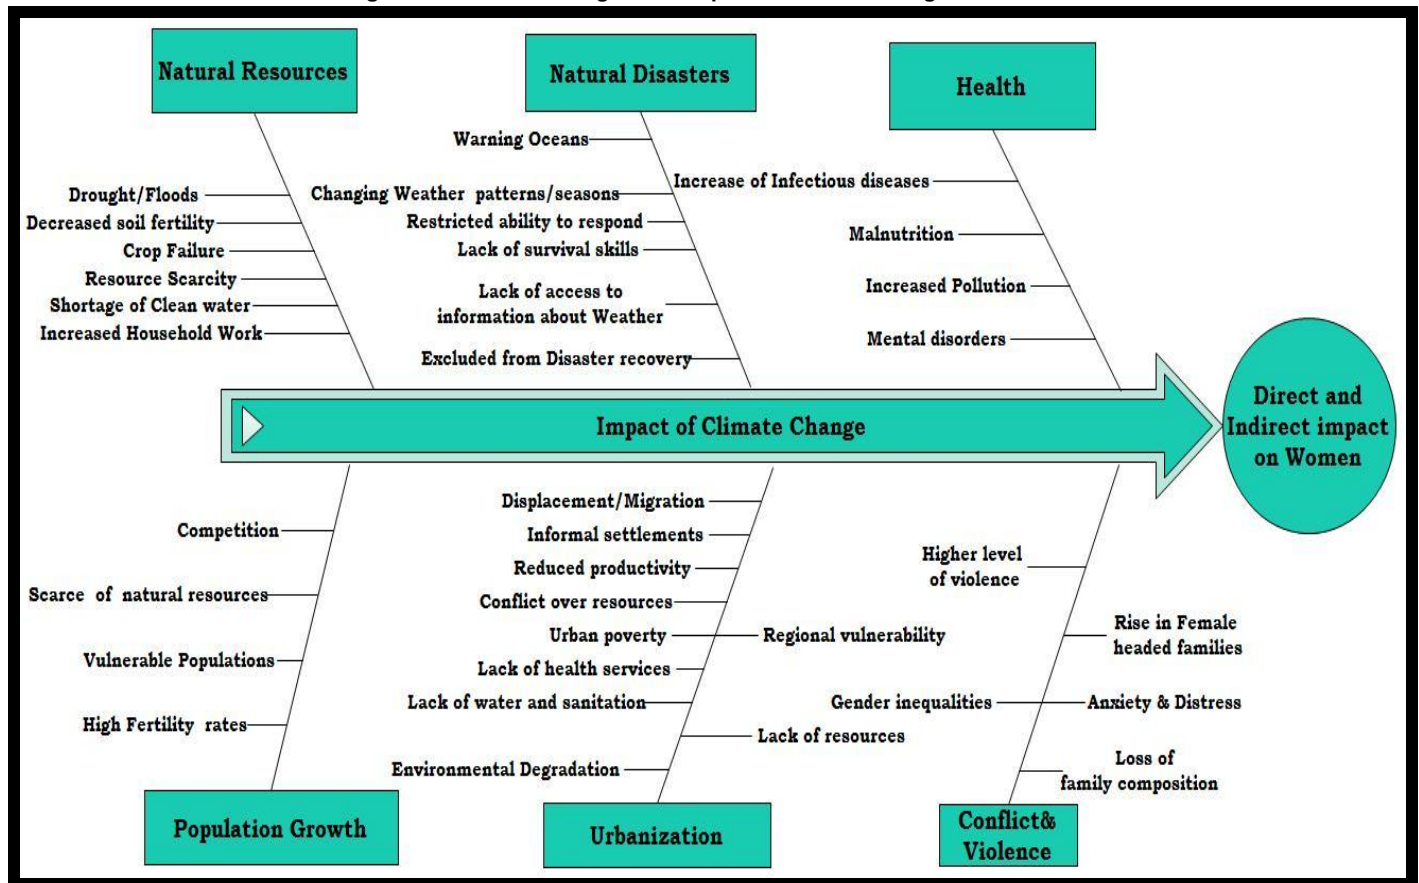 Natural Resources
Natural Disasters
Health
Warning Oceans
Drought/Floods
Decreased soil fertility
Crop Failure
Resource Scarcity
Shortage of Clean water
Increased Household Work
Changing Weather patterns/seasons
Restricted ability to respond
Lack of survival skills
Lack of access to
information about Weather
Excluded from Disaster recovery
Increase of Infectious diseases
Malnutrition
Increased Pollution
Mental disorders
Impact of Climate Change
Direct and
Indirect impact
on Women
Competition
Scarce of natural resources
Vulnerable Populations
High Fertility rates
Displacement/Migration
Informal settlements
Reduced productivity
Conflict over resources
Urban poverty
Regional vulnerability
Lack of health services
Lack of water and sanitation
Lack of resources
Environmental Degradation
Higher level
of violence
Rise in Female
headed families
Gender inequalities
Anxiety & Distress
Loss of
family composition
Population Growth
Urbanization
Conflict&
Violence